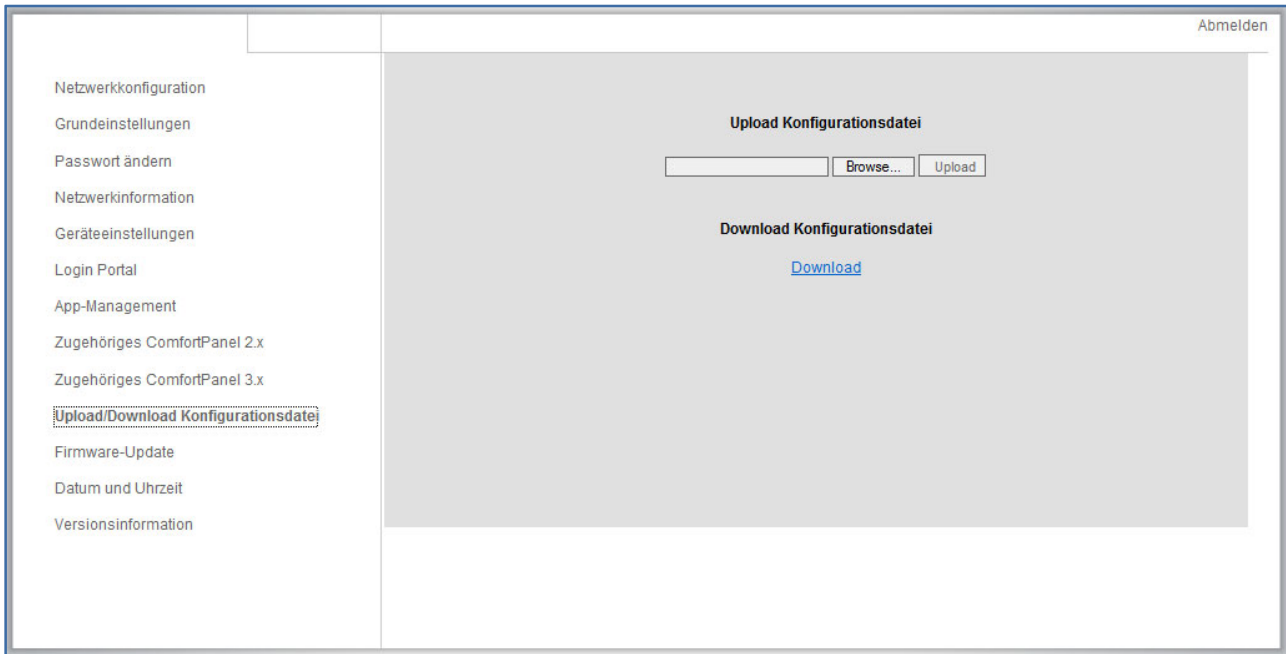 Abmelden
Netzwerkkonfiguration
Grundeinstellungen
Passwort ändern
Netzwerkinformation
Geräteeinstellungen
Login Portal
App-Management
Zugehöriges ComfortPanel 2.x
Zugehöriges ComfortPanel 3.x
Upload/Download Konfigurationsdatei
Firmware-Update
Datum und Uhrzeit
Versionsinformation
Upload Konfigurationsdatei
Browse... Upload
Download Konfigurationsdatei
Download